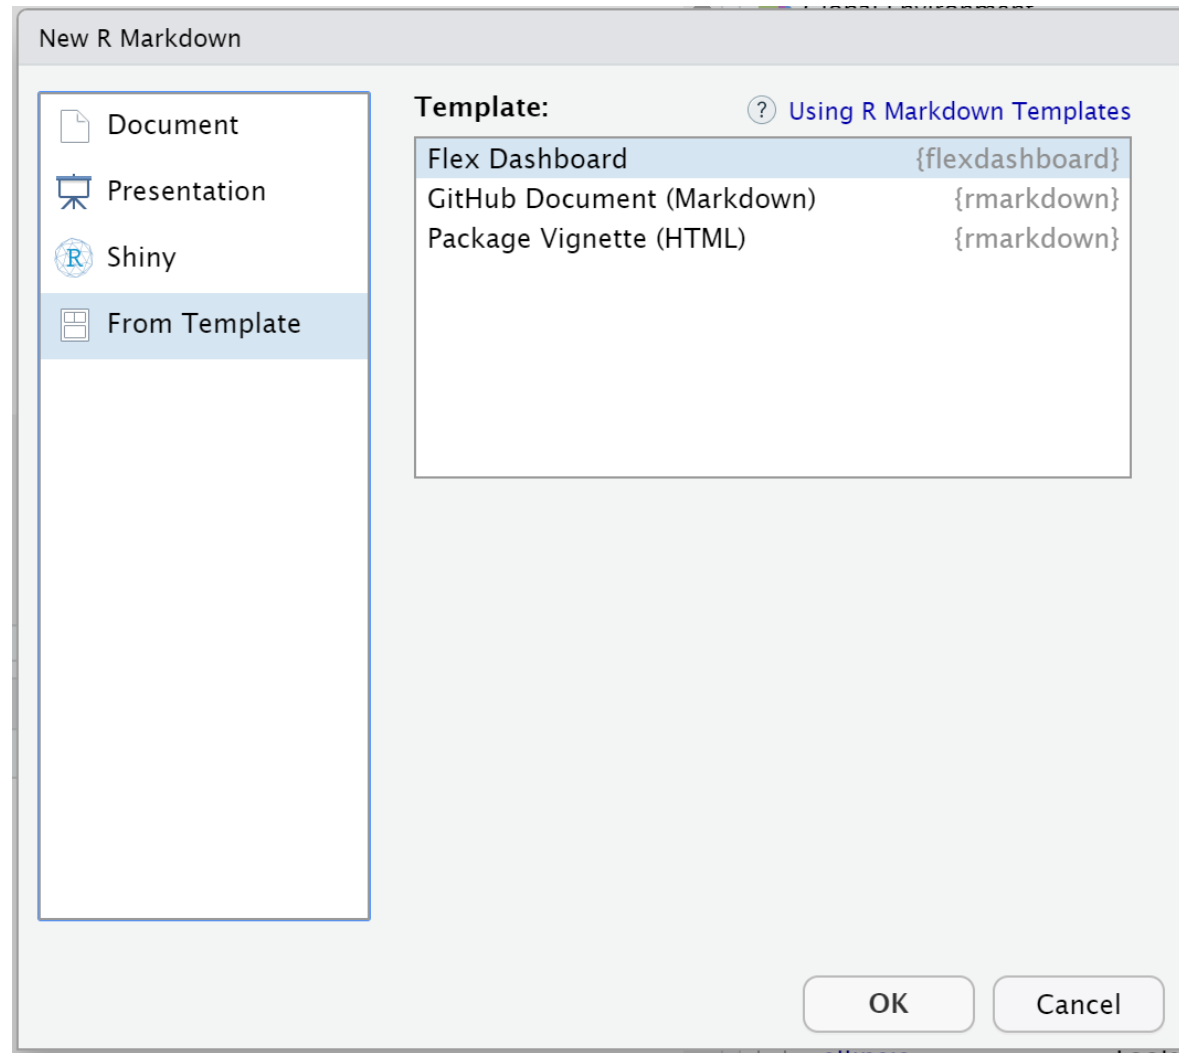 New R Markdown
Document
Presentation
Shiny
From Template
Template:
? Using R Markdown Templates
Flex Dashboard {flexdashboard}
GitHub Document (Markdown) {rmarkdown}
Package Vignette (HTML) {rmarkdown}
R
OK
Cancel